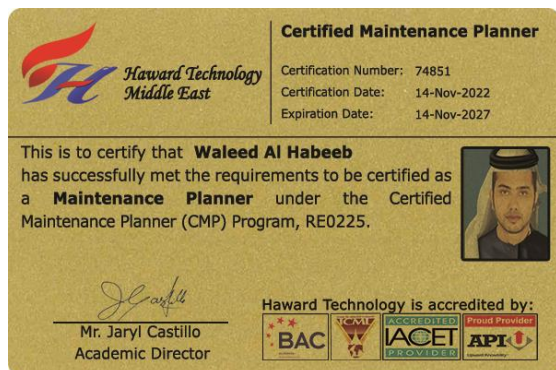 Haward Technology
Middle East
Certified Maintenance Planner
Certification Number: 74851
Certification Date: 14-Nov-2022
Expiration Date: 14-Nov-2027
This is to certify that Waleed Al Habeeb
has successfully met the requirements to be certified as
a Maintenance Planner under the Certified
Maintenance Planner (CMP) Program, RE0225.
Mr. Jaryl Castillo
Academic Director
Haward Technology is accredited by:
BAC
ACCREDITED
IACET
PROVIDER
Proud Provider
API U